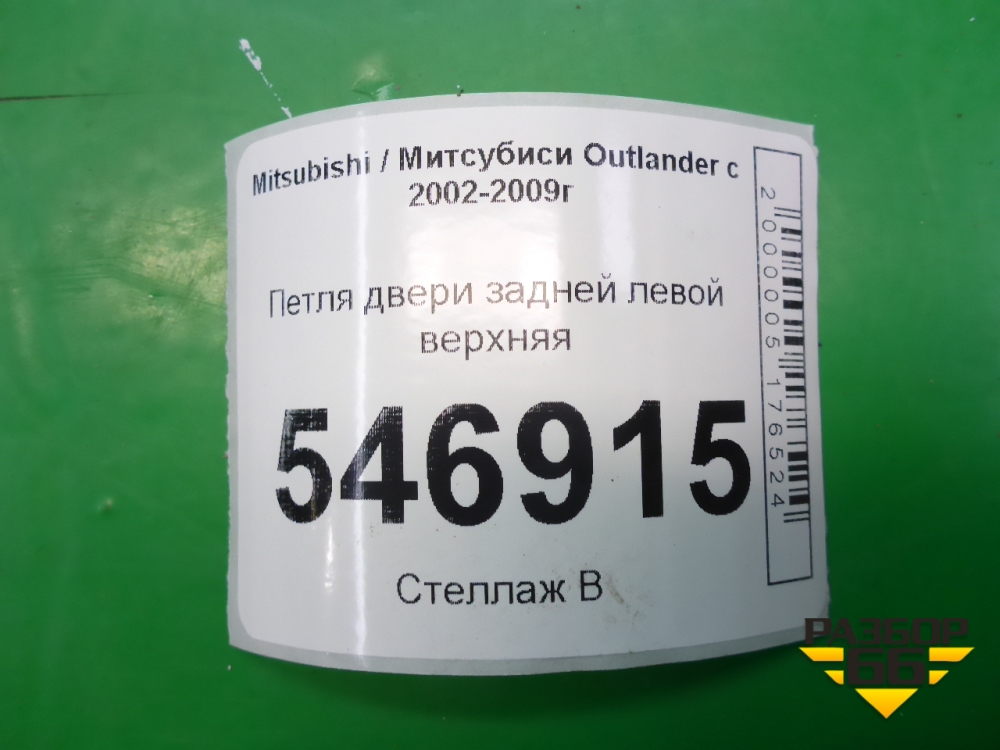 Mitsubishi / Митсубиси Outlander с
2002-2009г
Петля двери задней левой
верхняя
546915
Стеллаж В
2000005176524
РАЗБОР
66